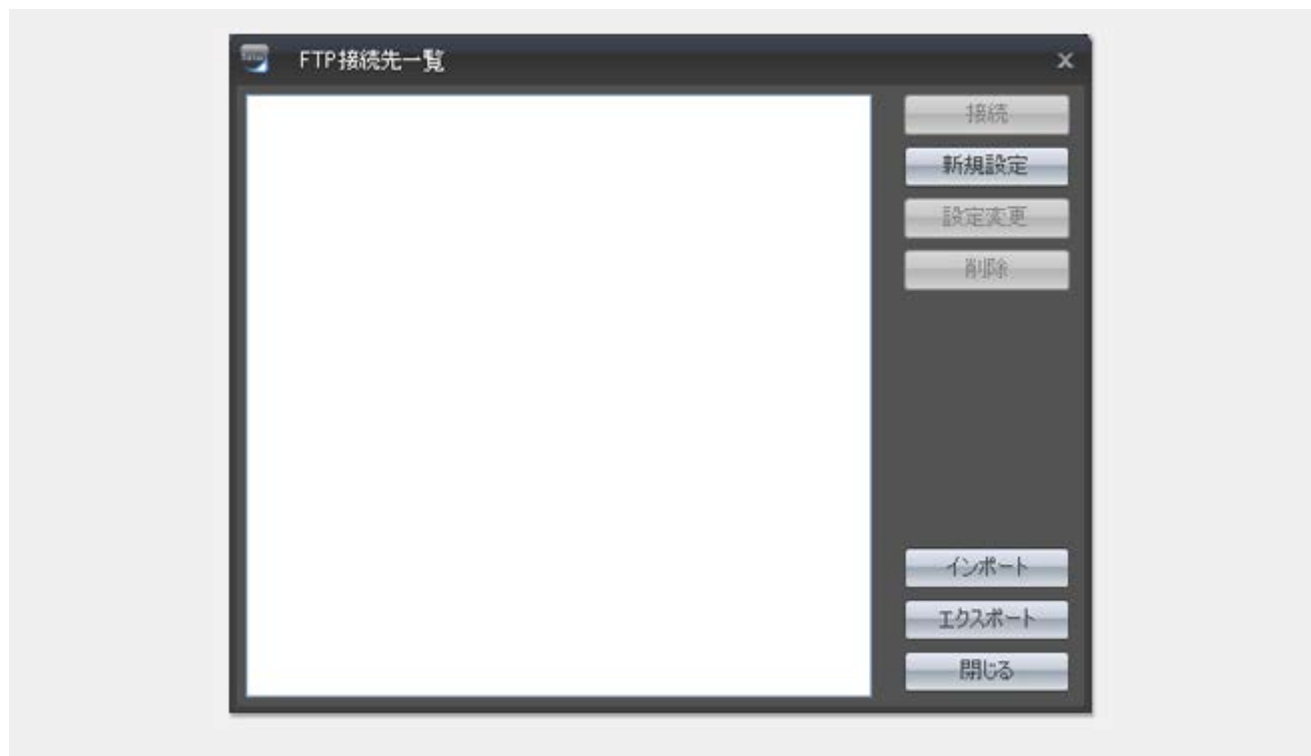 FTP接続先一覧
接続
新規設定
設定変更
削除
インポート
エクスポート
閉じる